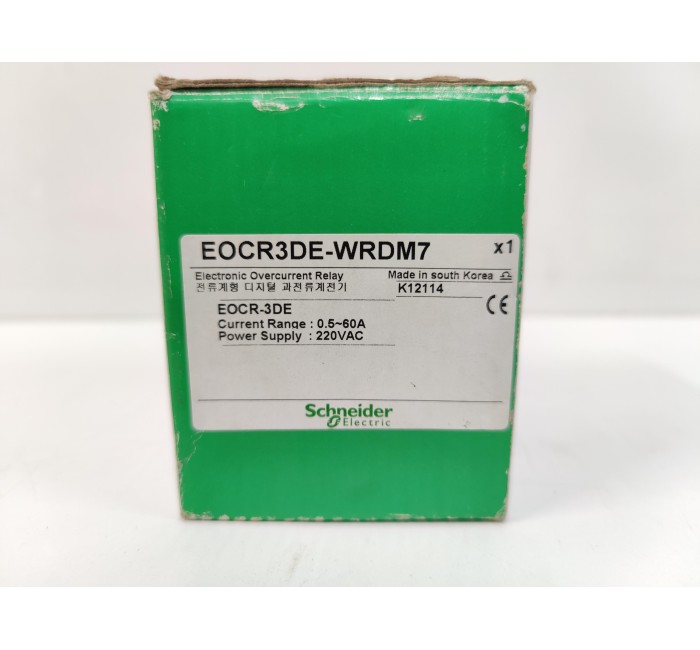 EOCR3DE-WRDM7 x1
Electronic Overcurrent Relay Made in south Korea
전류계형 디지털 과전류계전기 K12114
EOCR-3DE CE
Current Range : 0.5~60A
Power Supply : 220VAC
Schneider
Electric